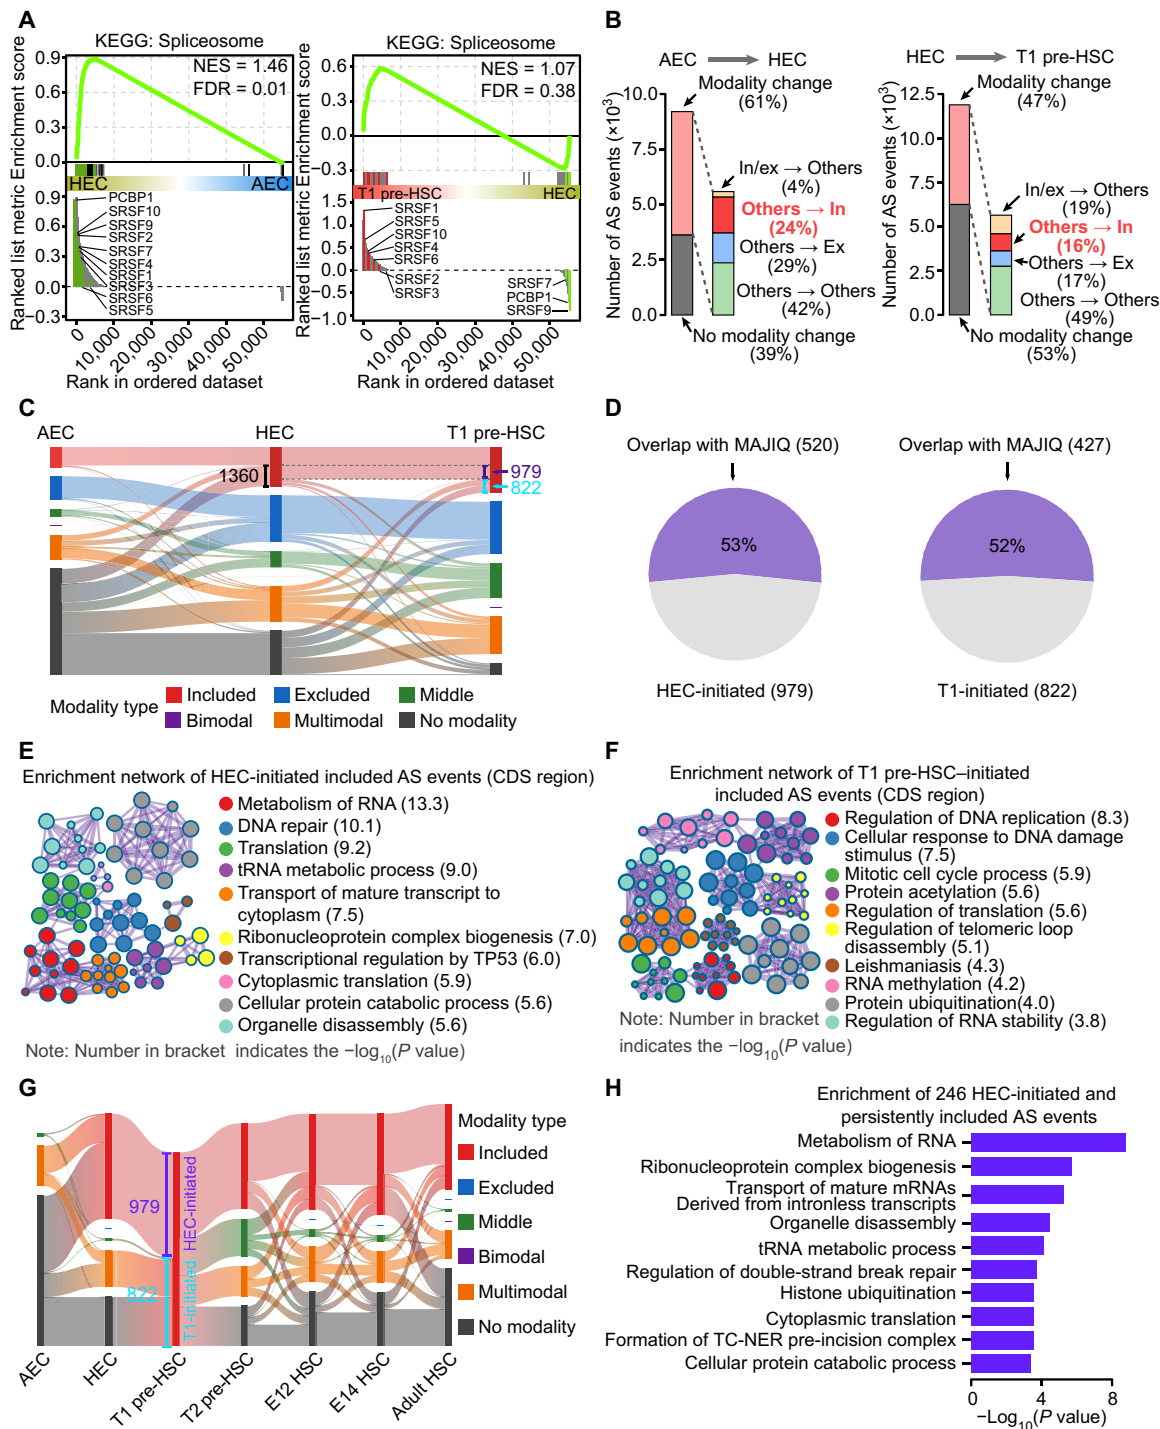 A
KEGG: Spliceosome
NES = 1.46
FDR = 0.01
Ranked list metric Enrichment score
0.9
0.6
0.3
0.0
HEC
AEC
0.9
0.6
0.3
0.0
−0.3
PCBP1
SRSF10
SRSF9
SRSF2
SRSF7
SRSF4
SRSF1
SRSF3
SRSF6
SRSF5
0
10,000
20,000
30,000
40,000
50,000
Rank in ordered dataset
KEGG: Spliceosome
NES = 1.07
FDR = 0.38
Ranked list metric Enrichment score
0.6
0.3
0.0
−0.3
T1 pre-HSC
HEC
1.5
1.0
0.5
0.0
−0.5
−1.0
SRSF1
SRSF5
SRSF10
SRSF4
SRSF6
SRSF2
SRSF3
SRSF7
PCBP1
SRSF9
0
10,000
20,000
30,000
40,000
50,000
Rank in ordered dataset
B
AEC
HEC
Modality change
(61%)
Number of AS events (×10³)
10.0
7.5
5.0
2.5
0.0
In/ex → Others
(4%)
Others → In
(24%)
Others → Ex
(29%)
Others → Others
(42%)
No modality change
(39%)
HEC
T1 pre-HSC
Modality change
(47%)
Number of AS events (×10³)
12.5
10.0
7.5
5.0
2.5
0.0
In/ex → Others
(19%)
Others → In
(16%)
Others → Ex
(17%)
Others → Others
(49%)
No modality change
(53%)
C
AEC
HEC
T1 pre-HSC
1360
979
822
Modality type
Included
Excluded
Middle
Bimodal
Multimodal
No modality
D
Overlap with MAJIQ (520)
53%
HEC-initiated (979)
Overlap with MAJIQ (427)
52%
T1-initiated (822)
E
Enrichment network of HEC-initiated included AS events (CDS region)
Metabolism of RNA (13.3)
DNA repair (10.1)
Translation (9.2)
tRNA metabolic process (9.0)
Transport of mature transcript to
cytoplasm (7.5)
Ribonucleoprotein complex biogenesis (7.0)
Transcriptional regulation by TP53 (6.0)
Cytoplasmic translation (5.9)
Cellular protein catabolic process (5.6)
Organelle disassembly (5.6)
Note: Number in bracket indicates the −log₁₀(P value)
F
Enrichment network of T1 pre-HSC–initiated
included AS events (CDS region)
Regulation of DNA replication (8.3)
Cellular response to DNA damage
stimulus (7.5)
Mitotic cell cycle process (5.9)
Protein acetylation (5.6)
Regulation of translation (5.6)
Regulation of telomeric loop
disassembly (5.1)
Leishmaniasis (4.3)
RNA methylation (4.2)
Protein ubiquitination(4.0)
Regulation of RNA stability (3.8)
Note: Number in bracket
indicates the −log₁₀(P value)
G
979
HEC-initiated
822
T1-initiated
AEC
HEC
T1 pre-HSC
T2 pre-HSC
E12 HSC
E14 HSC
Adult HSC
Modality type
Included
Excluded
Middle
Bimodal
Multimodal
No modality
H
Enrichment of 246 HEC-initiated and
persistently included AS events
Metabolism of RNA
Ribonucleoprotein complex biogenesis
Transport of mature mRNAs
Derived from intronless transcripts
Organelle disassembly
tRNA metabolic process
Regulation of double-strand break repair
Histone ubiquitination
Cytoplasmic translation
Formation of TC-NER pre-incision complex
Cellular protein catabolic process
0
4
8
−Log₁₀(P value)